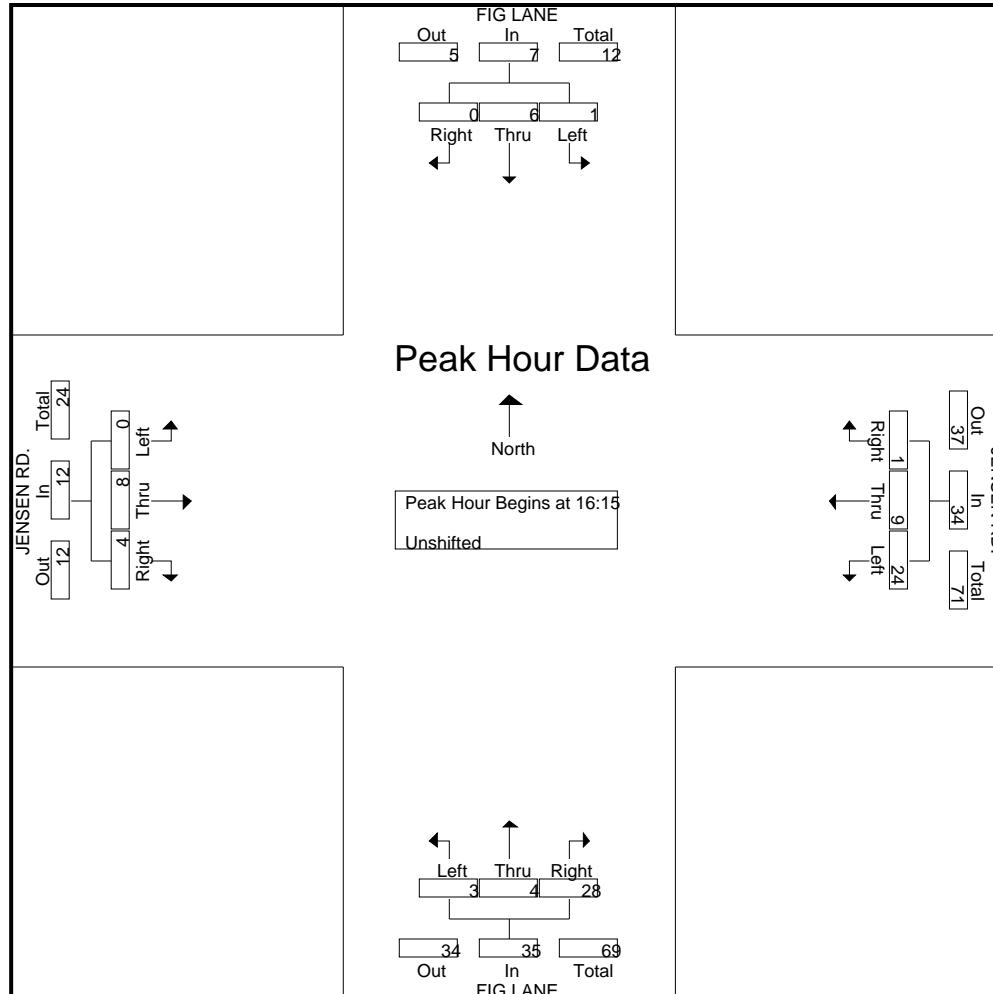 FIG LANE
Out In Total
5 7 12
0 6 1
Right Thru Left
Peak Hour Data
North
Peak Hour Begins at 16:15
Unshifted
JENSEN RD.
Out In Total
12 12 24
Right Thru Left
4 8 0
Out In Total
37 34 71
Right Thru Left
1 9 24
Left Thru Right
3 4 28
34 35 69
Out In Total
FIG LANE